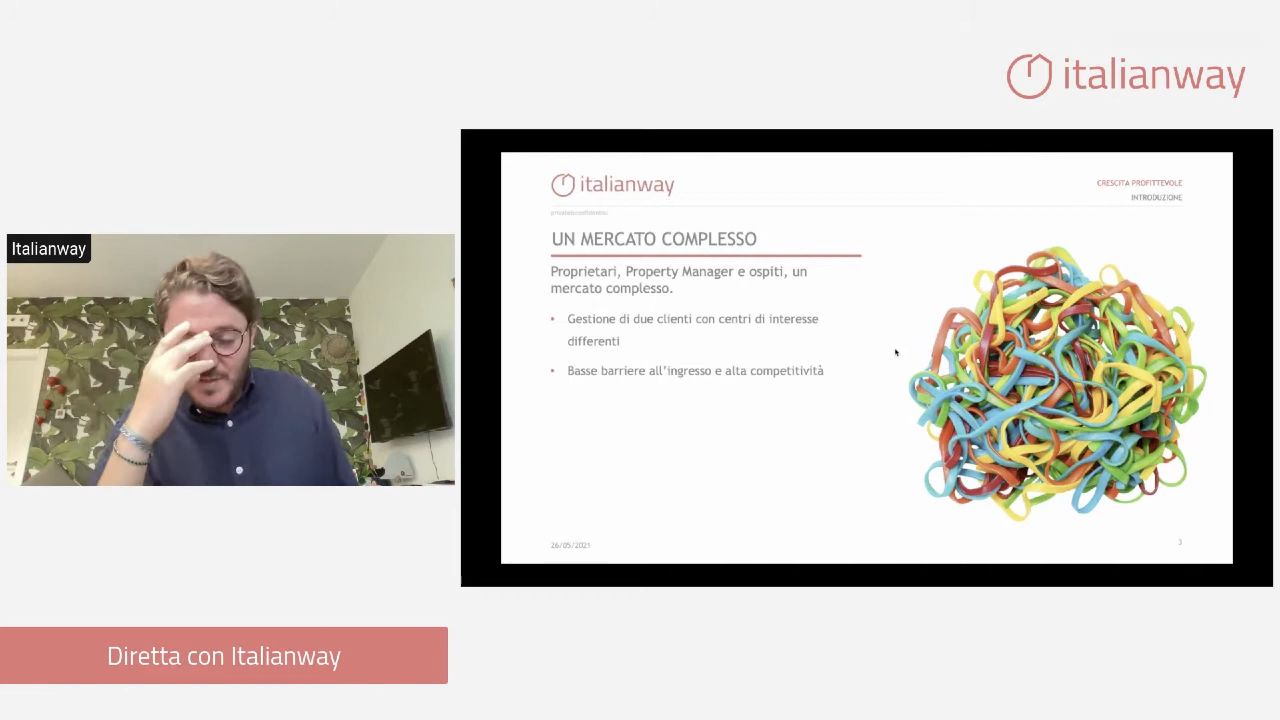 italianway
Italianway
italianway
CRESCITA PROFITTEVOLE
INTRODUZIONE
UN MERCATO COMPLESSO
Proprietari, Property Manager e ospiti, un
mercato complesso.
• Gestione di due clienti con centri di interesse
differenti
• Basse barriere all'ingresso e alta competitività
26/05/2021
3
Diretta con Italianway